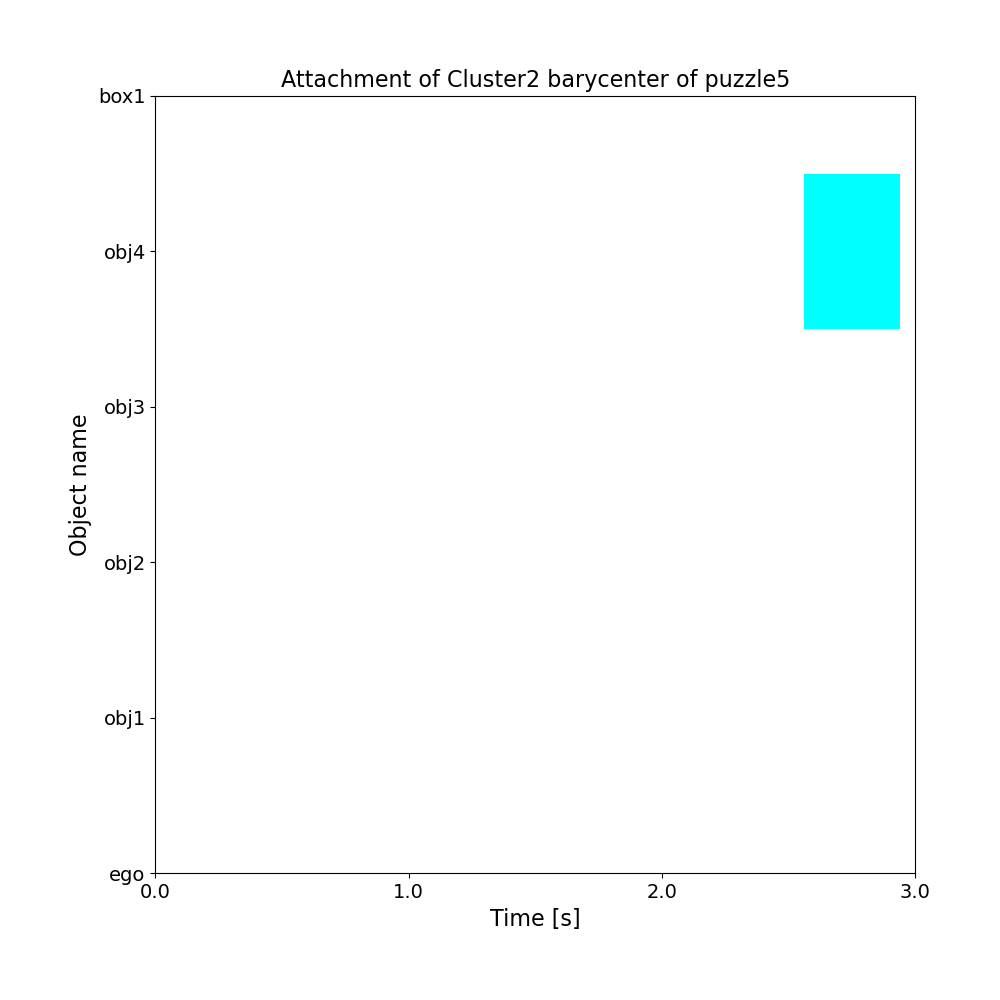 Attachment of Cluster2 barycenter of puzzle5
box1
obj4
obj3
obj2
obj1
ego
Object name
0.0 1.0 2.0 3.0
Time [s]